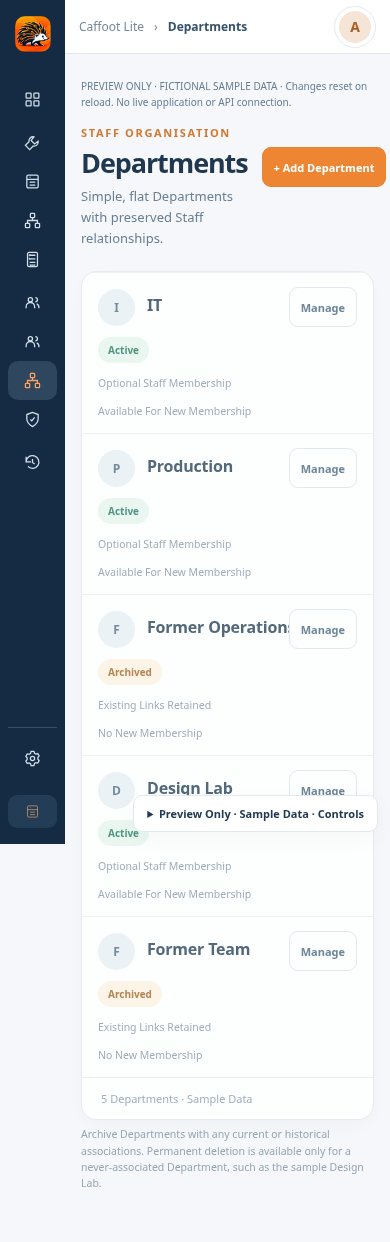 Caffoot Lite › Departments
A
PREVIEW ONLY · FICTIONAL SAMPLE DATA · Changes reset on
reload. No live application or API connection.
STAFF ORGANISATION
Departments
+ Add Department
Simple, flat Departments
with preserved Staff
relationships.
I IT Manage
Active
Optional Staff Membership
Available For New Membership
P Production Manage
Active
Optional Staff Membership
Available For New Membership
F Former Operations Manage
Archived
Existing Links Retained
No New Membership
D Design Lab Manage
▶ Preview Only · Sample Data · Controls
Active
Optional Staff Membership
Available For New Membership
F Former Team Manage
Archived
Existing Links Retained
No New Membership
5 Departments · Sample Data
Archive Departments with any current or historical
associations. Permanent deletion is available only for a
never-associated Department, such as the sample Design
Lab.